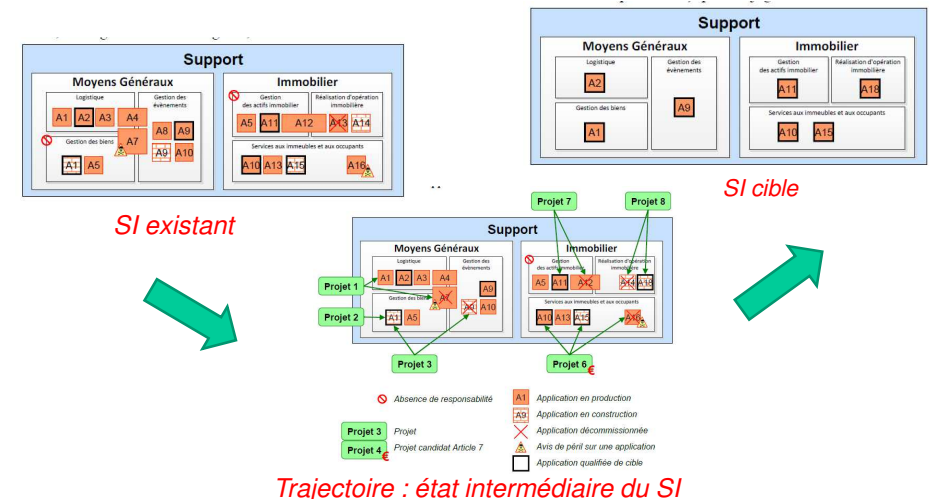 Support
Moyens Généraux
Immobilier
Logistique
Gestion des
évènements
Gestion
des actifs immobilier
Réalisation d'opération
immobilière
A1 A2 A3 A4
A7
A8 A9
A9 A10
A5 A11 A12 A13 A14
Gestion des biens
A1 A5
Services aux immeubles et aux occupants
A10 A13 A15 A16
SI existant
Support
Moyens Généraux
Immobilier
Logistique
Gestion des
évènements
Gestion
des actifs immobilier
Réalisation d'opération
immobilière
A2
A9
A11
A18
Gestion des biens
A1
Services aux immeubles et aux occupants
A10 A15
SI cible
Projet 7
Projet 8
Support
Moyens Généraux
Immobilier
Logistique
Gestion des
évènements
Gestion
des actifs immobilier
Réalisation d'opération
immobilière
A1 A2 A3 A4
A9
A10
A5 A11 A12 A14 A18
Projet 1
Gestion des biens
Services aux immeubles et aux occupants
Projet 2
A1 A5
A10 A13 A15 A16
Projet 3
Projet 6 €
Absence de responsabilité
A1 Application en production
A9 Application en construction
Application décommissionnée
Projet 3 Projet
Projet 4 € Projet candidat Article 7
Avis de péril sur une application
Application qualifiée de cible
Trajectoire : état intermédiaire du SI